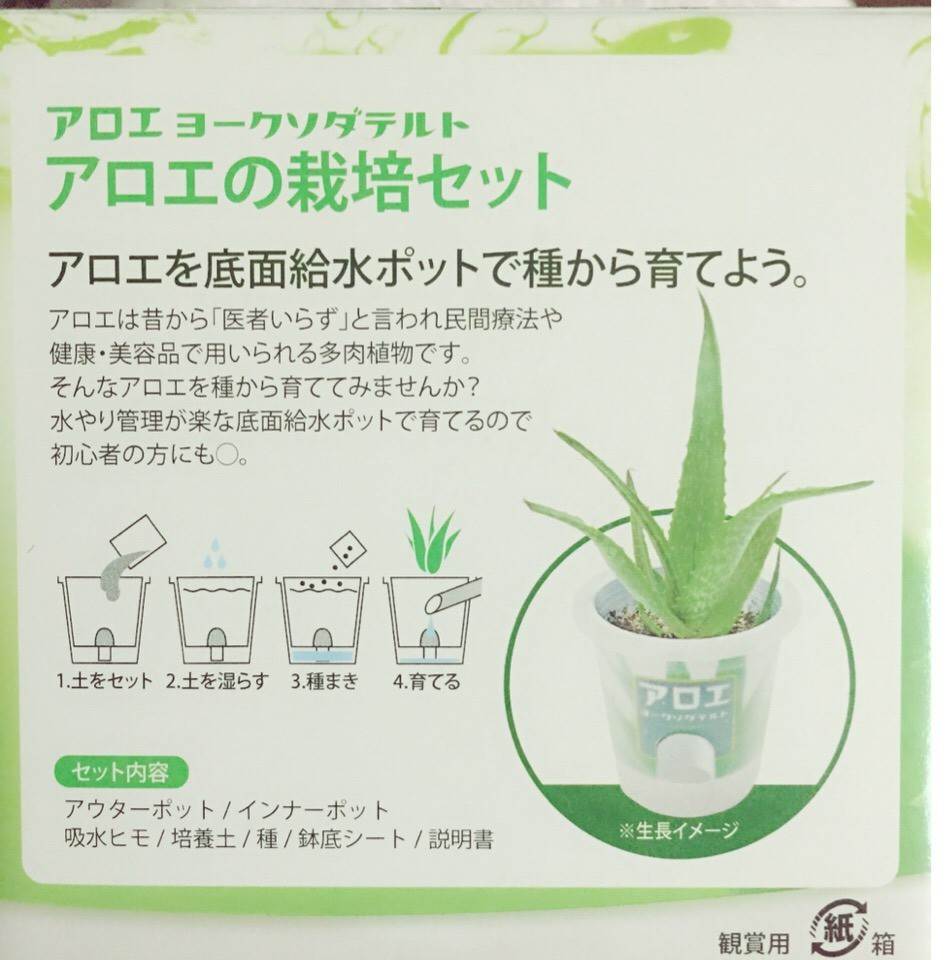 アロエ ヨークソダテルト
アロエの栽培セット
アロエを底面給水ポットで種から育てよう。
アロエは昔から「医者いらず」と言われ民間療法や
健康・美容品で用いられる多肉植物です。
そんなアロエを種から育ててみませんか?
水やり管理が楽な底面給水ポットで育てるので
初心者の方にも◯。
1.土をセット 2.土を湿らす 3.種まき 4.育てる
アロエ
ヨークソダテルト
※生長イメージ
セット内容
アウターポット / インナーポット
吸水ヒモ / 培養土 / 種 / 鉢底シート / 説明書
観賞用 紙 箱